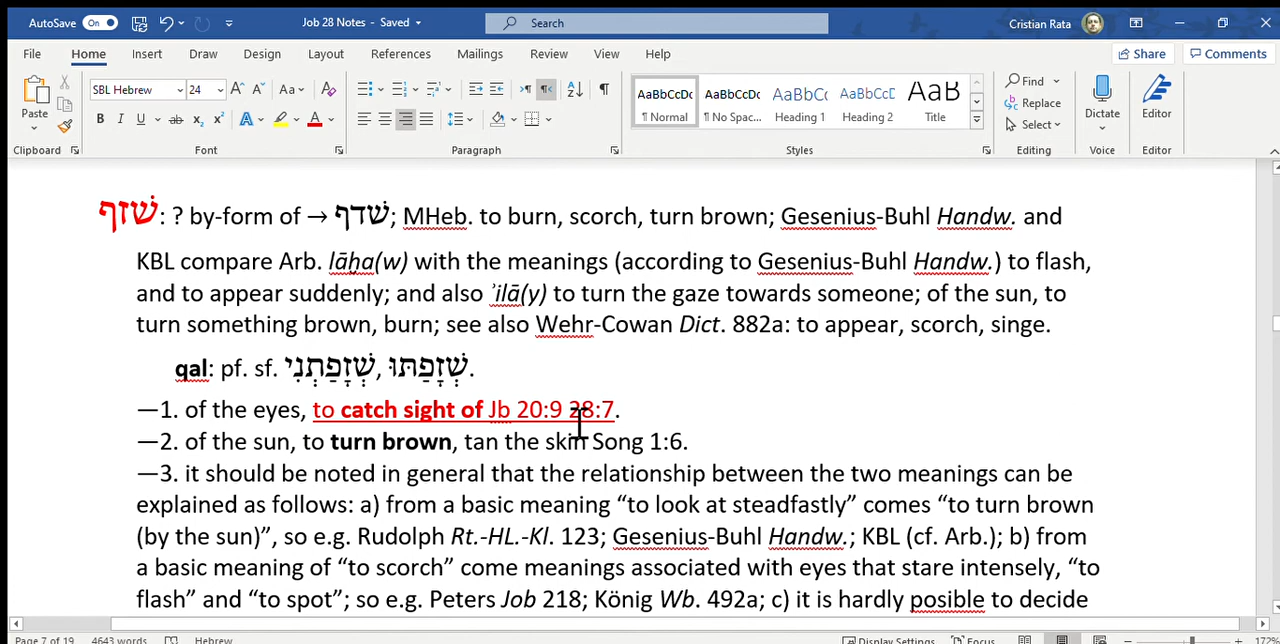 AutoSave On Job 28 Notes - Saved Search Cristian Rata
File Home Insert Draw Design Layout References Mailings Review View Help Share Comments
Paste SBL Hebrew 24 Aa AaBbCcDc AaBbCcDc AaBbCc AaBbCcD AaB Find Replace Select Dictate Editor
¶ Normal ¶ No Spac... Heading 1 Heading 2 Title
Clipboard Font Paragraph Styles Editing Voice Editor
שׁזף: ? by-form of → שׁדף; MHeb. to burn, scorch, turn brown; Gesenius-Buhl Handw. and
KBL compare Arb. lāḥa(w) with the meanings (according to Gesenius-Buhl Handw.) to flash,
and to appear suddenly; and also ʾilā(y) to turn the gaze towards someone; of the sun, to
turn something brown, burn; see also Wehr-Cowan Dict. 882a: to appear, scorch, singe.
qal: pf. sf. שְׁזָפַתְנִי, שְׁזָפַתּוּ.
—1. of the eyes, to catch sight of Jb 20:9 28:7.
—2. of the sun, to turn brown, tan the skin Song 1:6.
—3. it should be noted in general that the relationship between the two meanings can be
explained as follows: a) from a basic meaning “to look at steadfastly” comes “to turn brown
(by the sun)”, so e.g. Rudolph Rt.-HL.-Kl. 123; Gesenius-Buhl Handw.; KBL (cf. Arb.); b) from
a basic meaning of “to scorch” come meanings associated with eyes that stare intensely, “to
flash” and “to spot”; so e.g. Peters Job 218; König Wb. 492a; c) it is hardly posible to decide
Page 7 of 19 4643 words Hebrew Display Settings Focus 172%